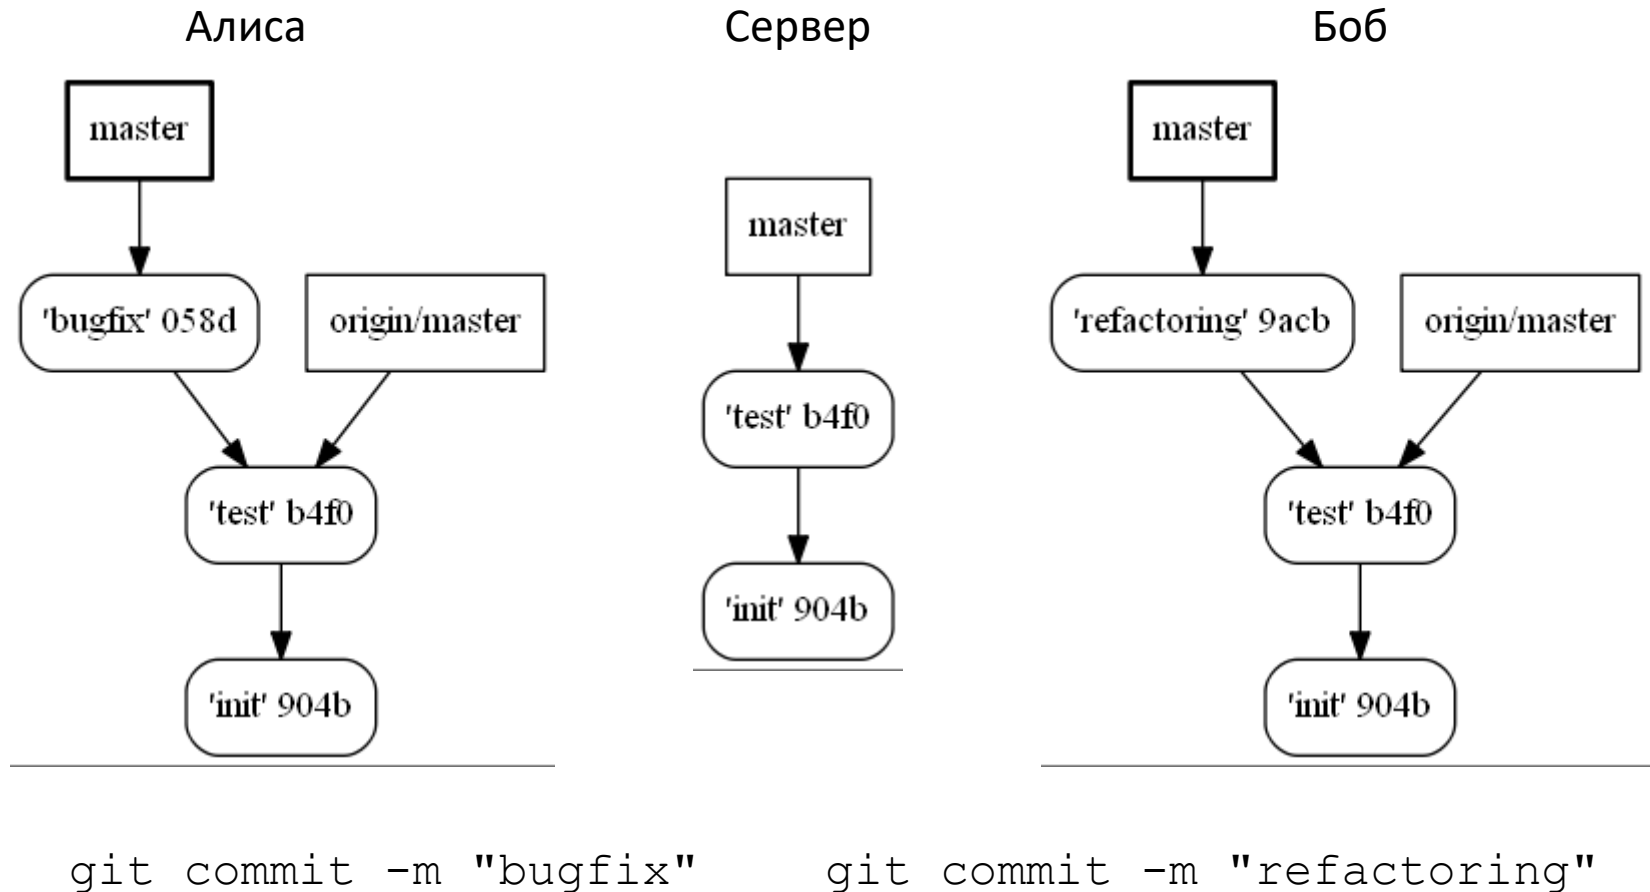 Алиса
Сервер
Боб
master
master
master
'bugfix' 058d
origin/master
'refactoring' 9acb
origin/master
'test' b4f0
'test' b4f0
'test' b4f0
'init' 904b
'init' 904b
'init' 904b
git commit -m "bugfix"
git commit -m "refactoring"